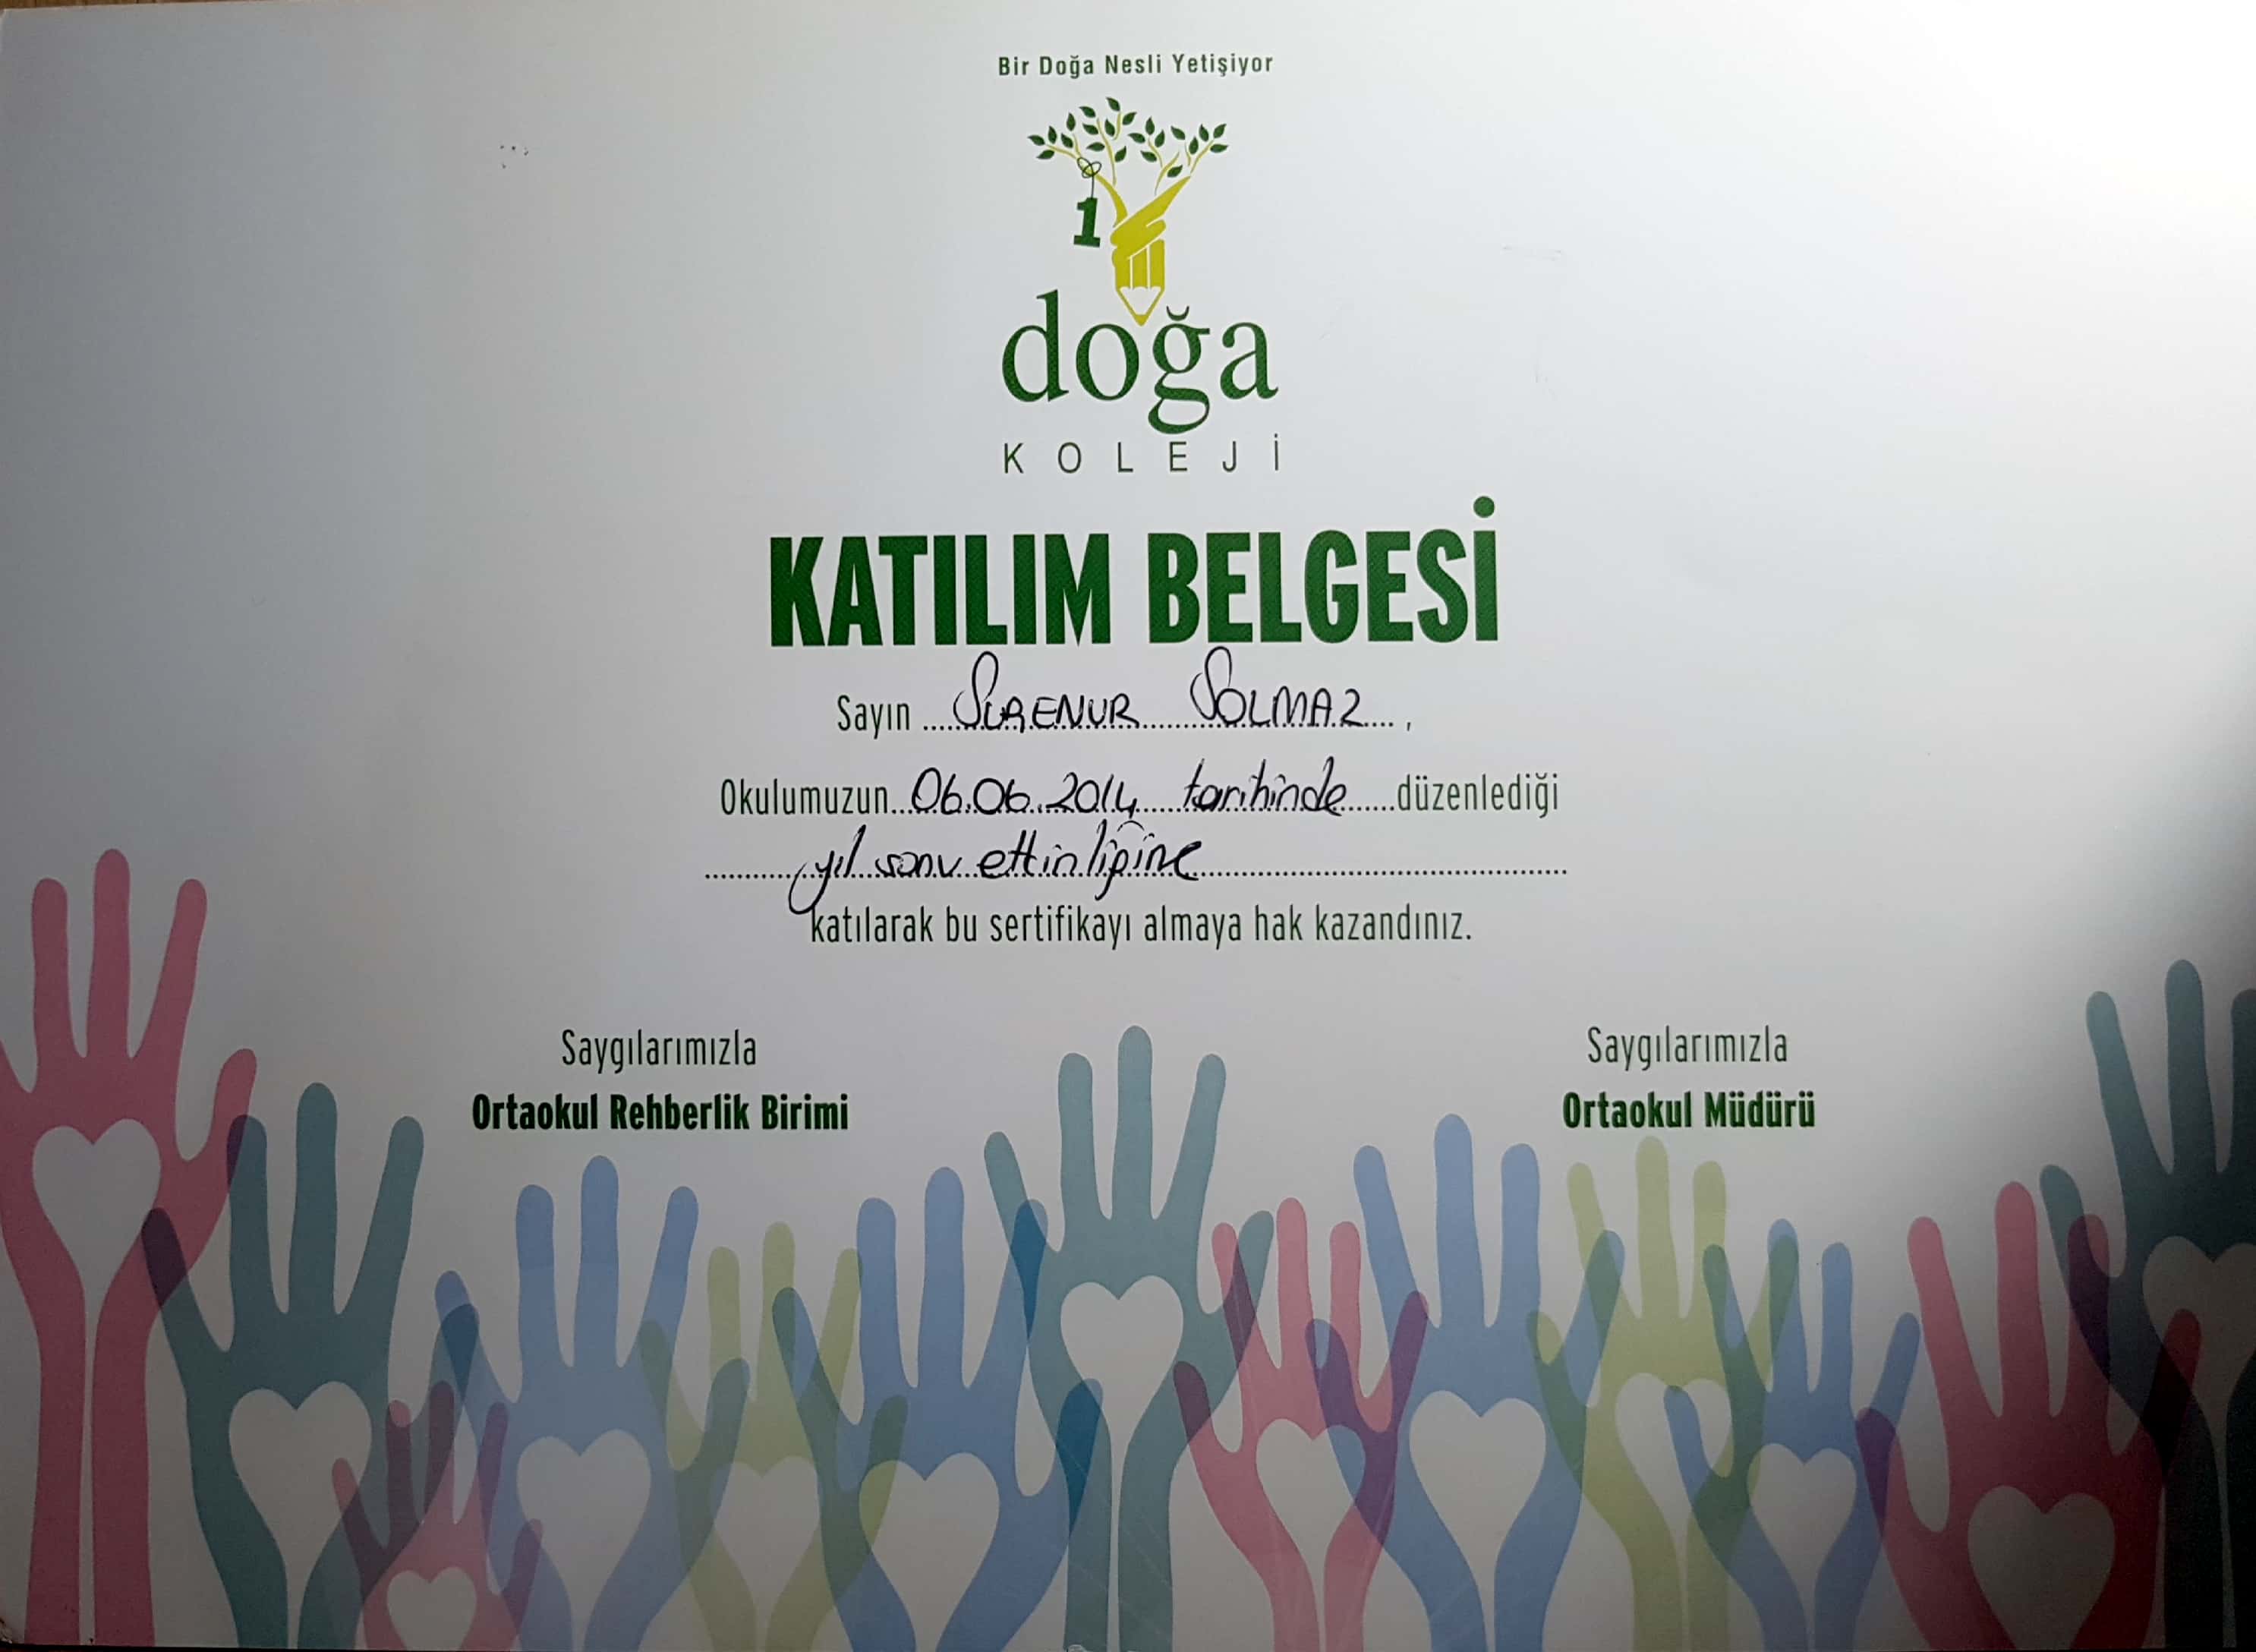 Bir Doğa Nesli Yetişiyor
1
doğa
KOLEJİ
KATILIM BELGESİ
Sayın .... SURENUR SOLMAZ .... ,
Okulumuzun 06.06.2014 tarihinde düzenlediği
yıl sonu etkinliğine
katılarak bu sertifikayı almaya hak kazandınız.
Saygılarımızla
Ortaokul Rehberlik Birimi
Saygılarımızla
Ortaokul Müdürü